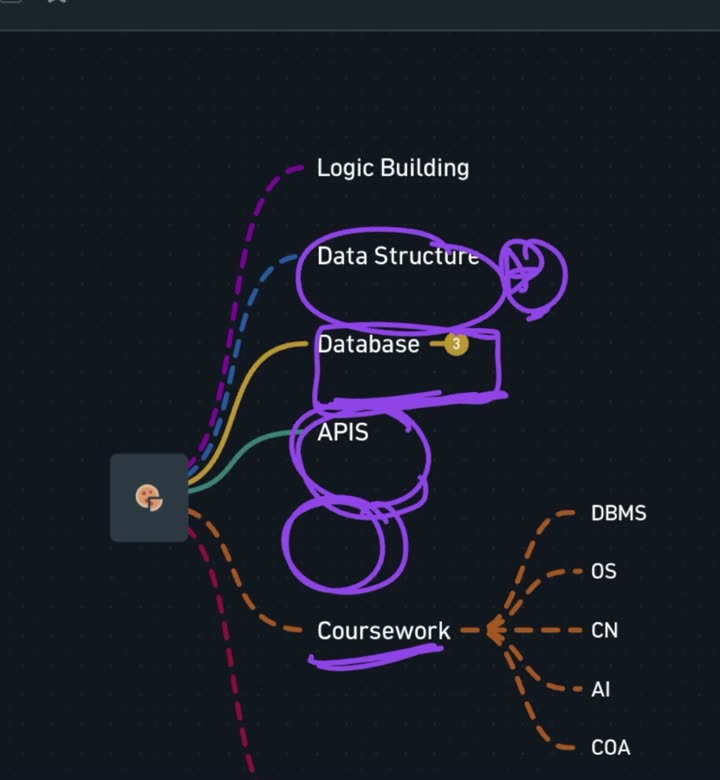 Logic Building
Data Structure
Database
3
APIS
Coursework
DBMS
OS
CN
AI
COA